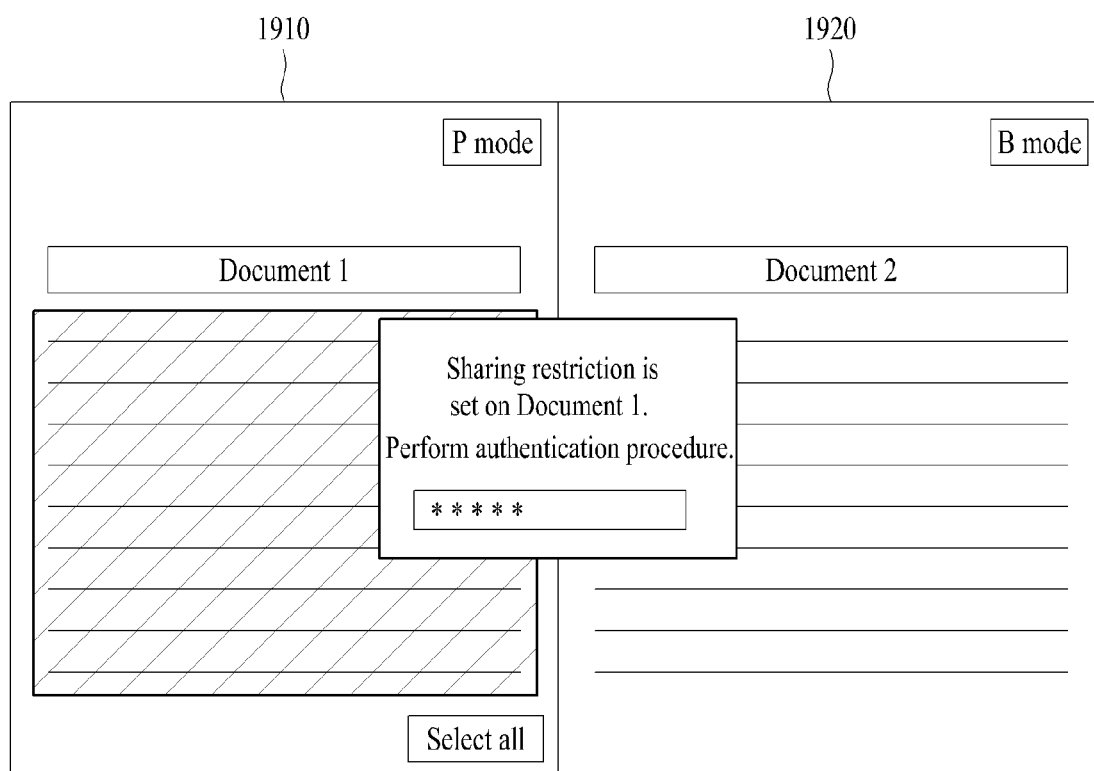 1910
1920
P mode
B mode
Document 1
Document 2
Sharing restriction is
set on Document 1.
Perform authentication procedure.
* * * * *
Select all